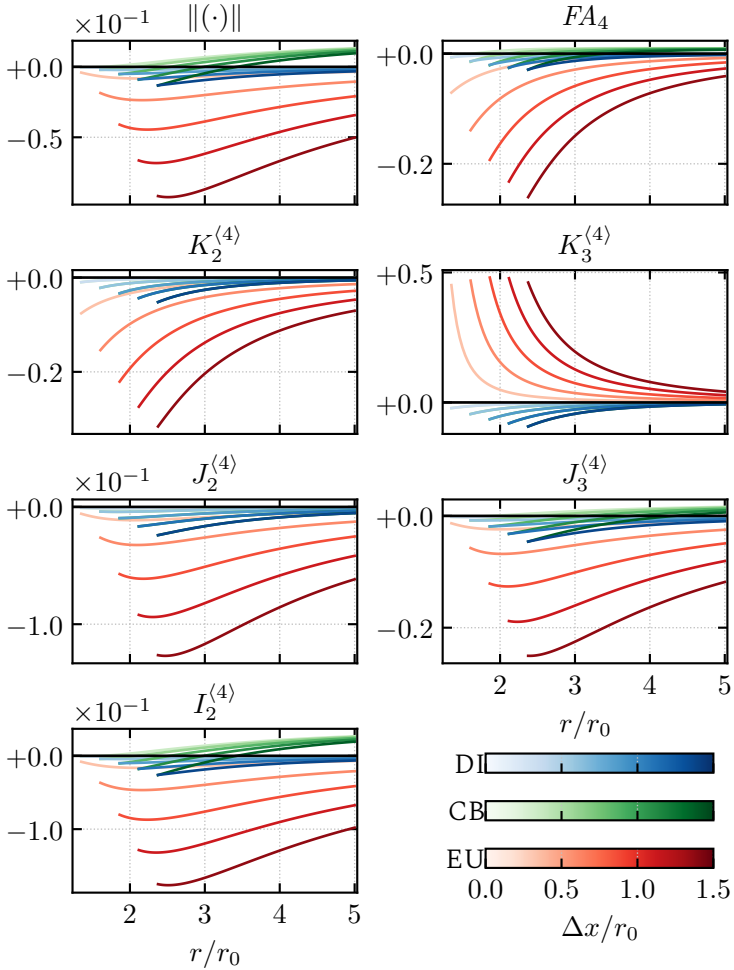 ×10⁻¹ ‖(·)‖ FA₄
+0.0 +0.0
−0.5 −0.2
K₂⁽⁴⁾ K₃⁽⁴⁾
+0.0 +0.5
−0.2 +0.0
×10⁻¹ J₂^⟨4⟩ J₃^⟨4⟩
+0.0 +0.0
−1.0 −0.2
×10⁻¹ I₂^⟨4⟩ 2 3 4 5
r/r₀
+0.0
−1.0
2 3 4 5
r/r₀
DI
CB
EU
0.0 0.5 1.0 1.5
Δx/r₀